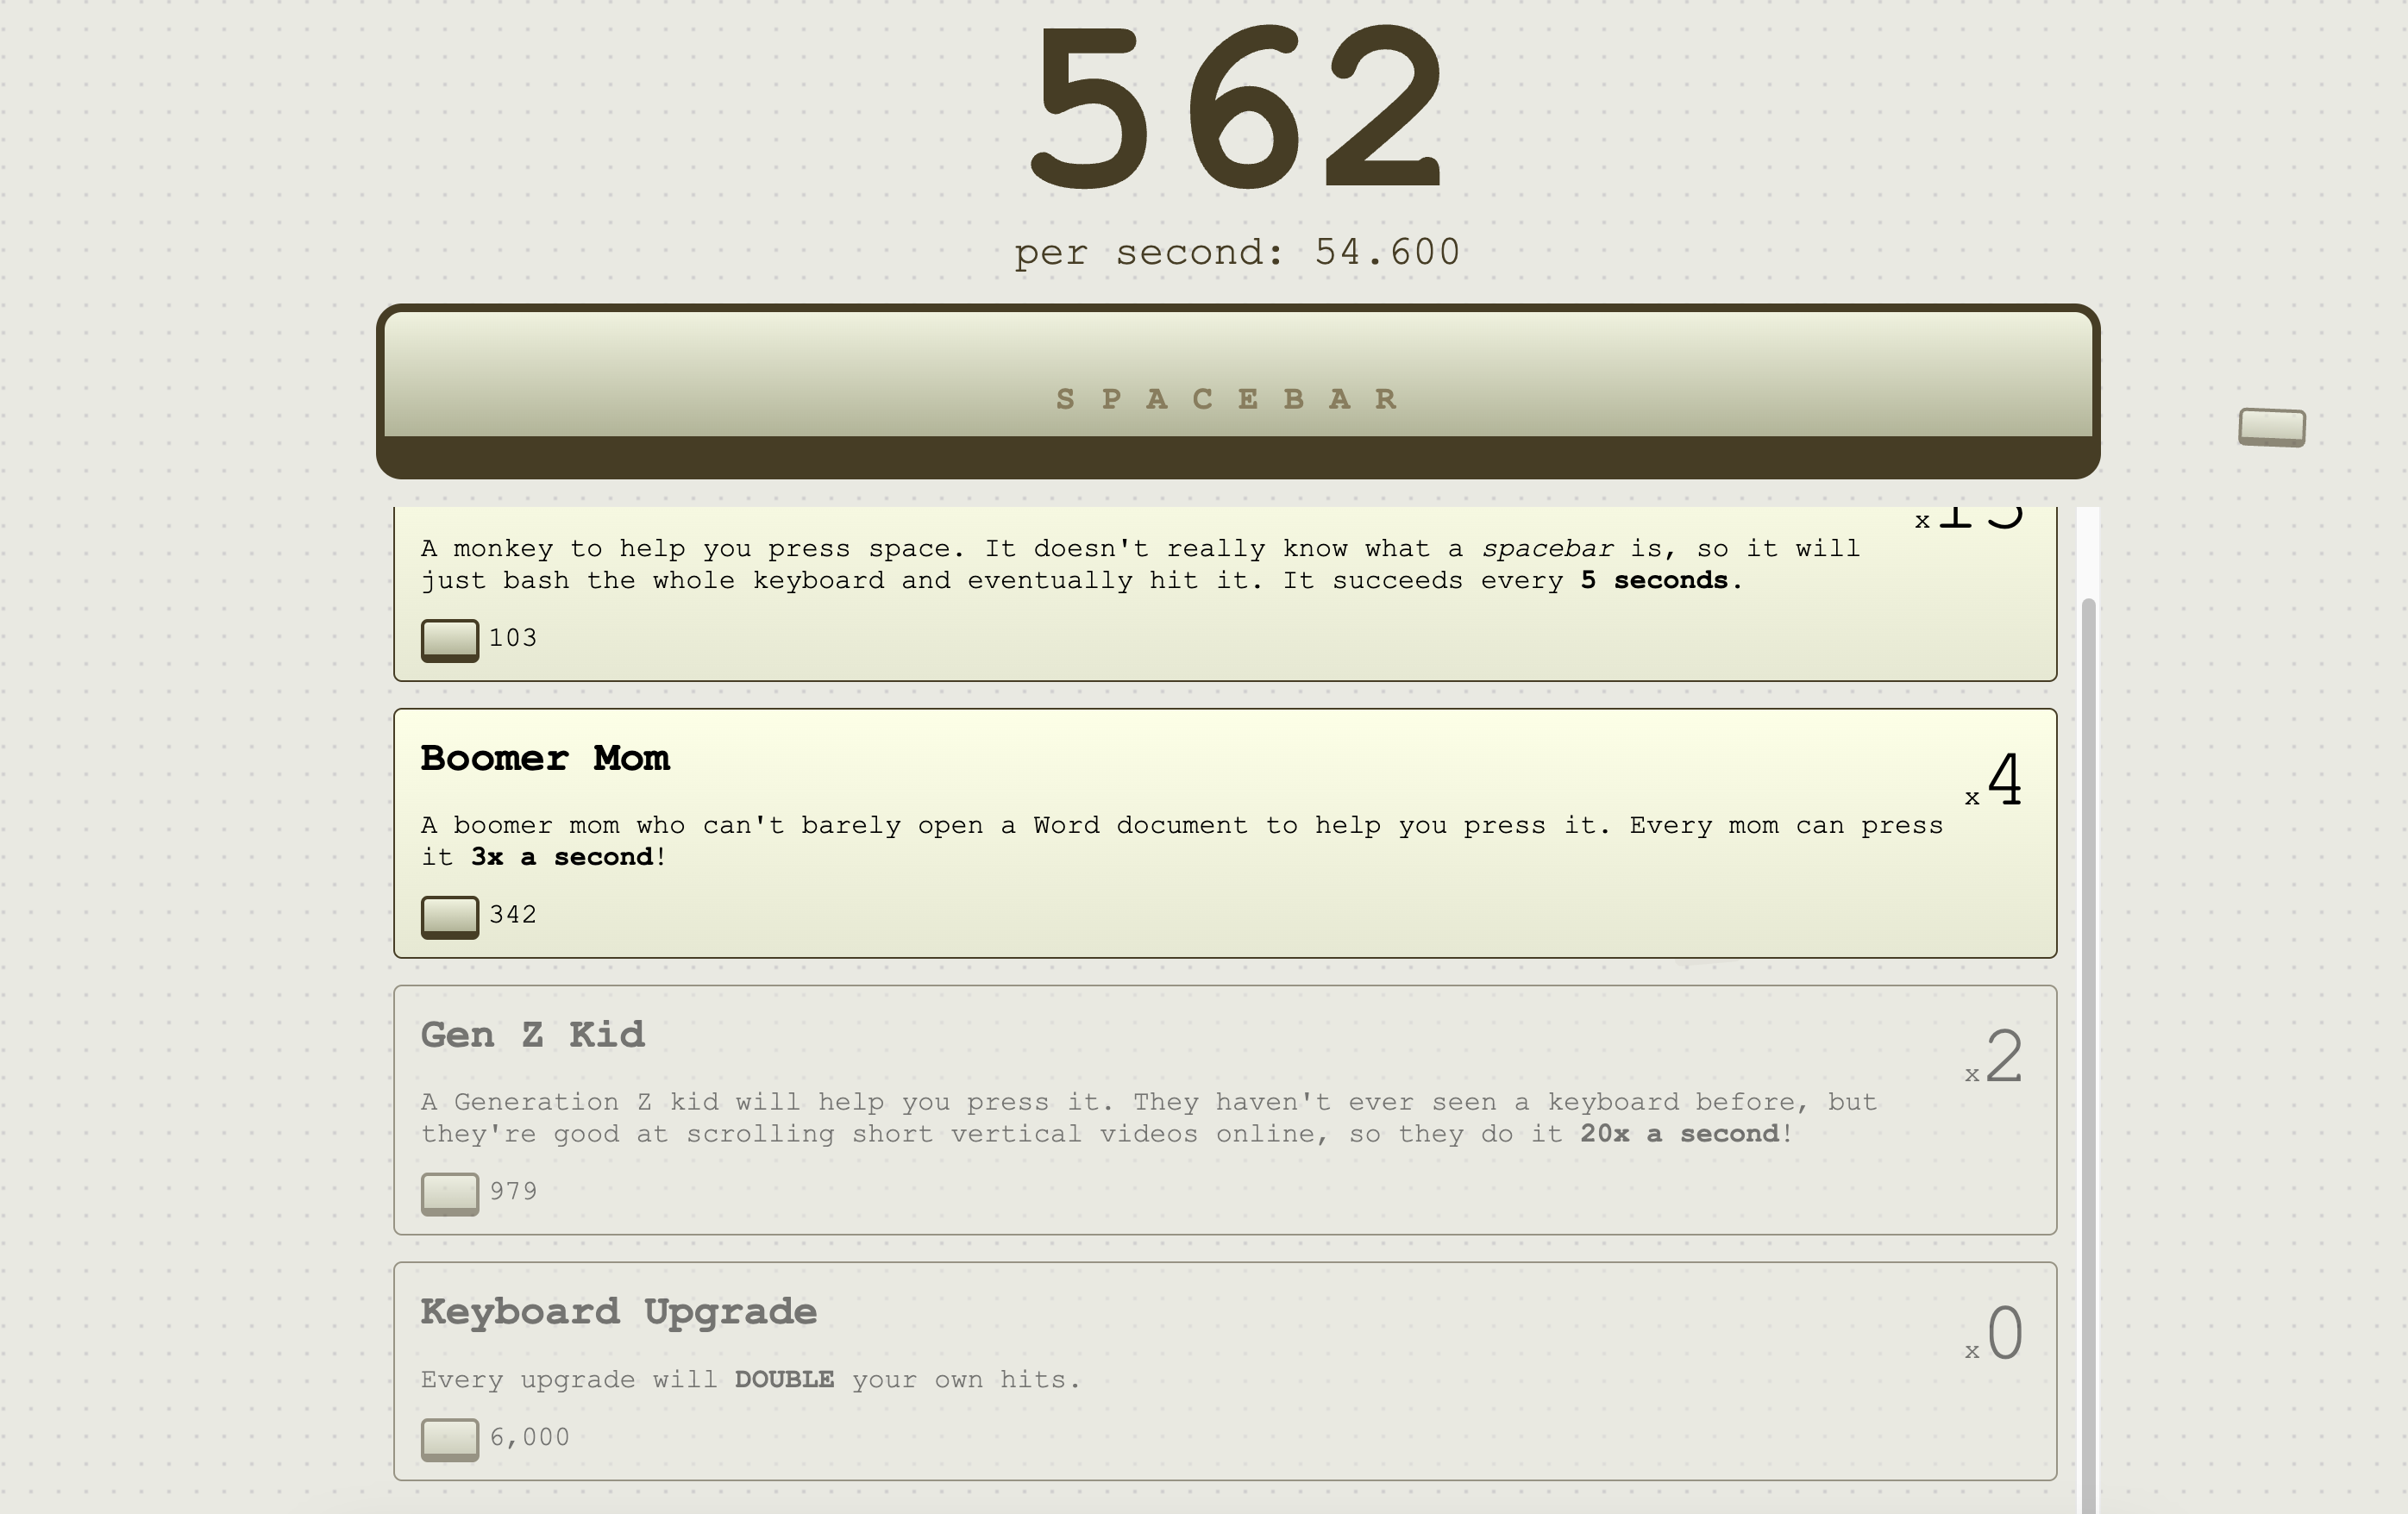 562
per second: 54.600
SPACEBAR
x
A monkey to help you press space. It doesn't really know what a spacebar is, so it will
just bash the whole keyboard and eventually hit it. It succeeds every 5 seconds.
103
Boomer Mom
x4
A boomer mom who can't barely open a Word document to help you press it. Every mom can press
it 3x a second!
342
Gen Z Kid
x2
A Generation Z kid will help you press it. They haven't ever seen a keyboard before, but
they're good at scrolling short vertical videos online, so they do it 20x a second!
979
Keyboard Upgrade
x0
Every upgrade will DOUBLE your own hits.
6,000